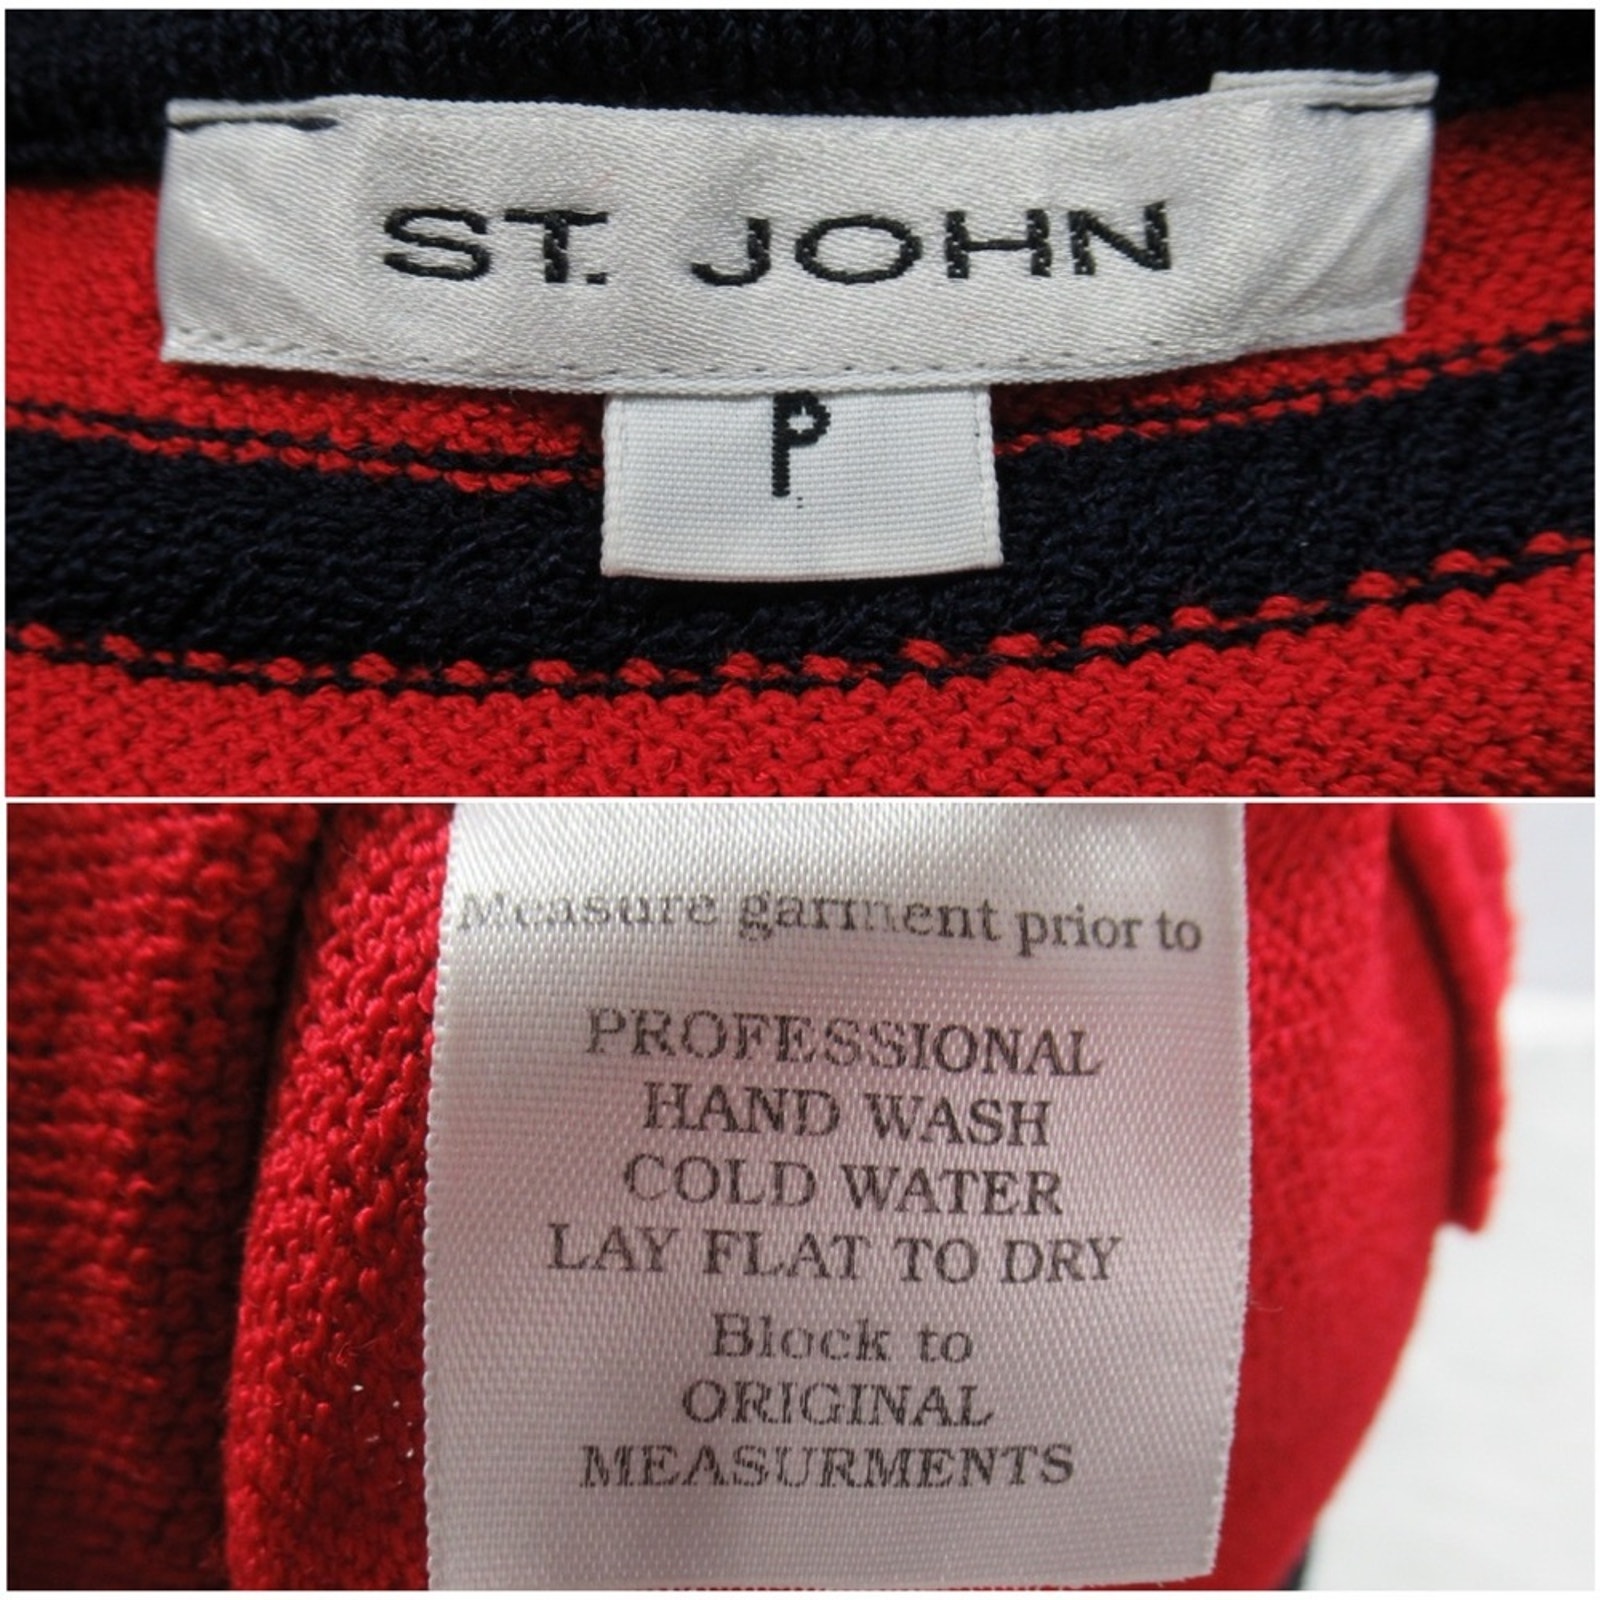 ST. JOHN
P
Measure garment prior to
PROFESSIONAL
HAND WASH
COLD WATER
LAY FLAT TO DRY
Block to
ORIGINAL
MEASURMENTS